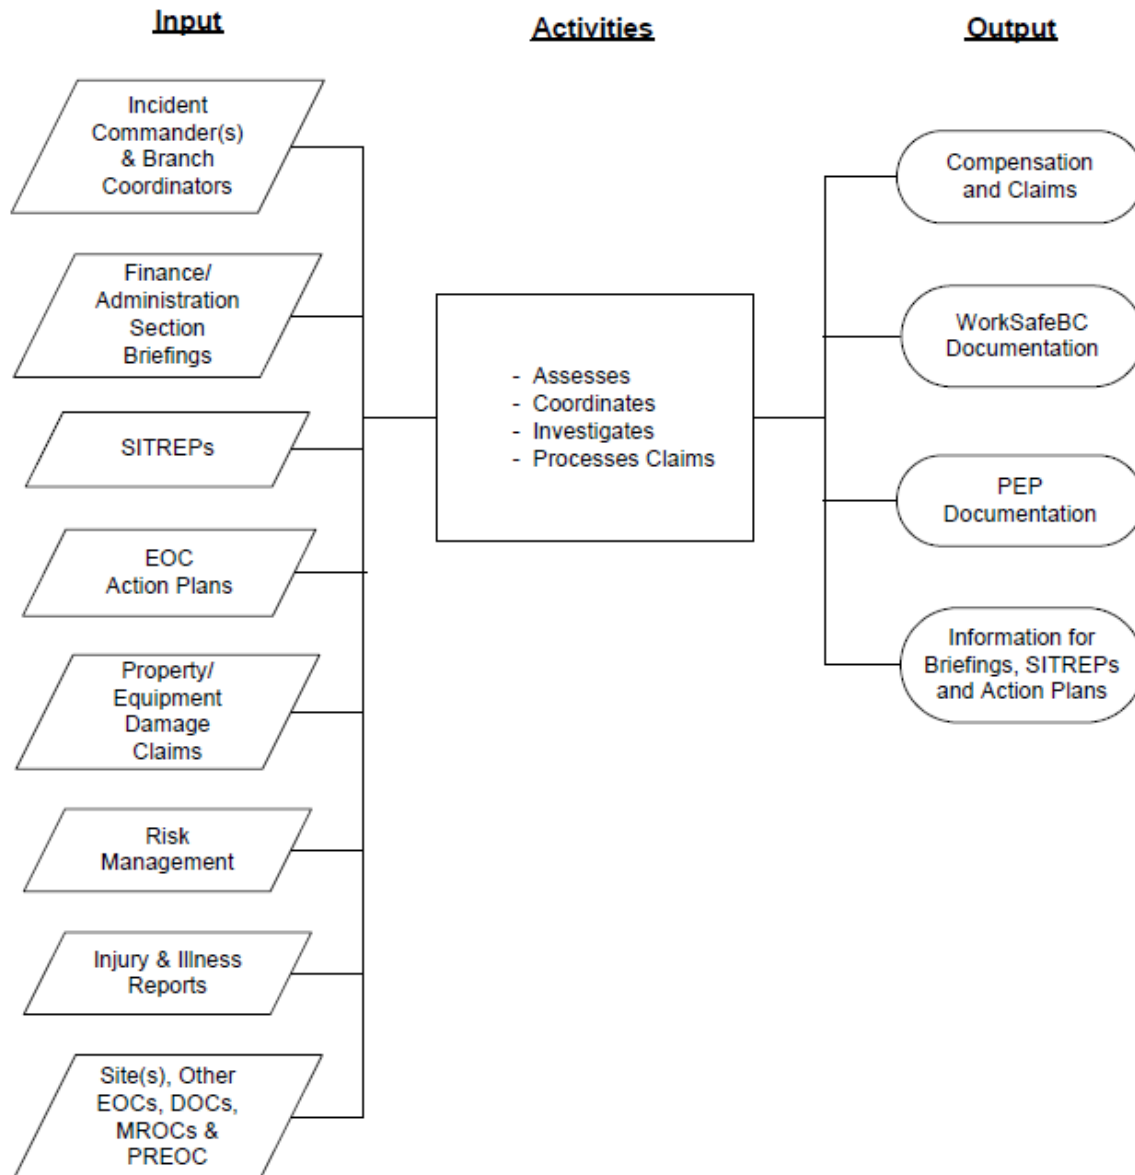 Input
Activities
Output
Incident
Commander(s)
& Branch
Coordinators
Finance/
Administration
Section
Briefings
SITREPs
EOC
Action Plans
Property/
Equipment
Damage
Claims
Risk
Management
Injury & Illness
Reports
Site(s), Other
EOCs, DOCs,
MROCs &
PREOC
- Assesses
- Coordinates
- Investigates
- Processes Claims
Compensation
and Claims
WorkSafeBC
Documentation
PEP
Documentation
Information for
Briefings, SITREPs
and Action Plans